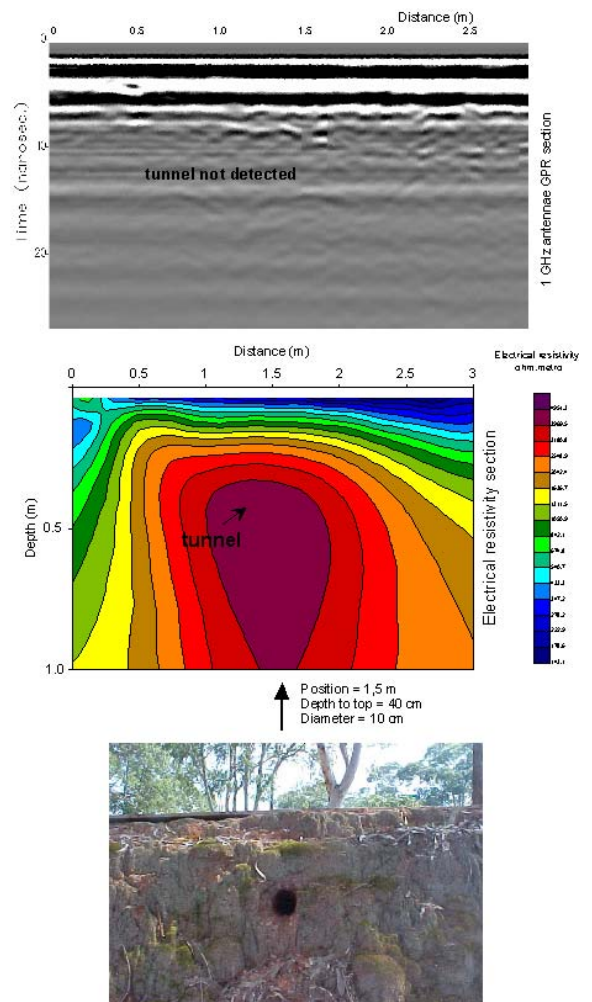 Distance (m)
0 0.5 1.0 1.5 2.0 2.5
0
10
20
Time (nanosec.)
tunnel not detected
1 GHz antennae GPR section
Distance (m)
0 0.5 1 1.5 2 2.5 3
Depth (m)
0.5
1.0
tunnel
Electrical resistivity section
Electrical resistivity
ohm.metro
Position = 1,5 m
Depth to top = 40 cm
Diameter = 10 cm